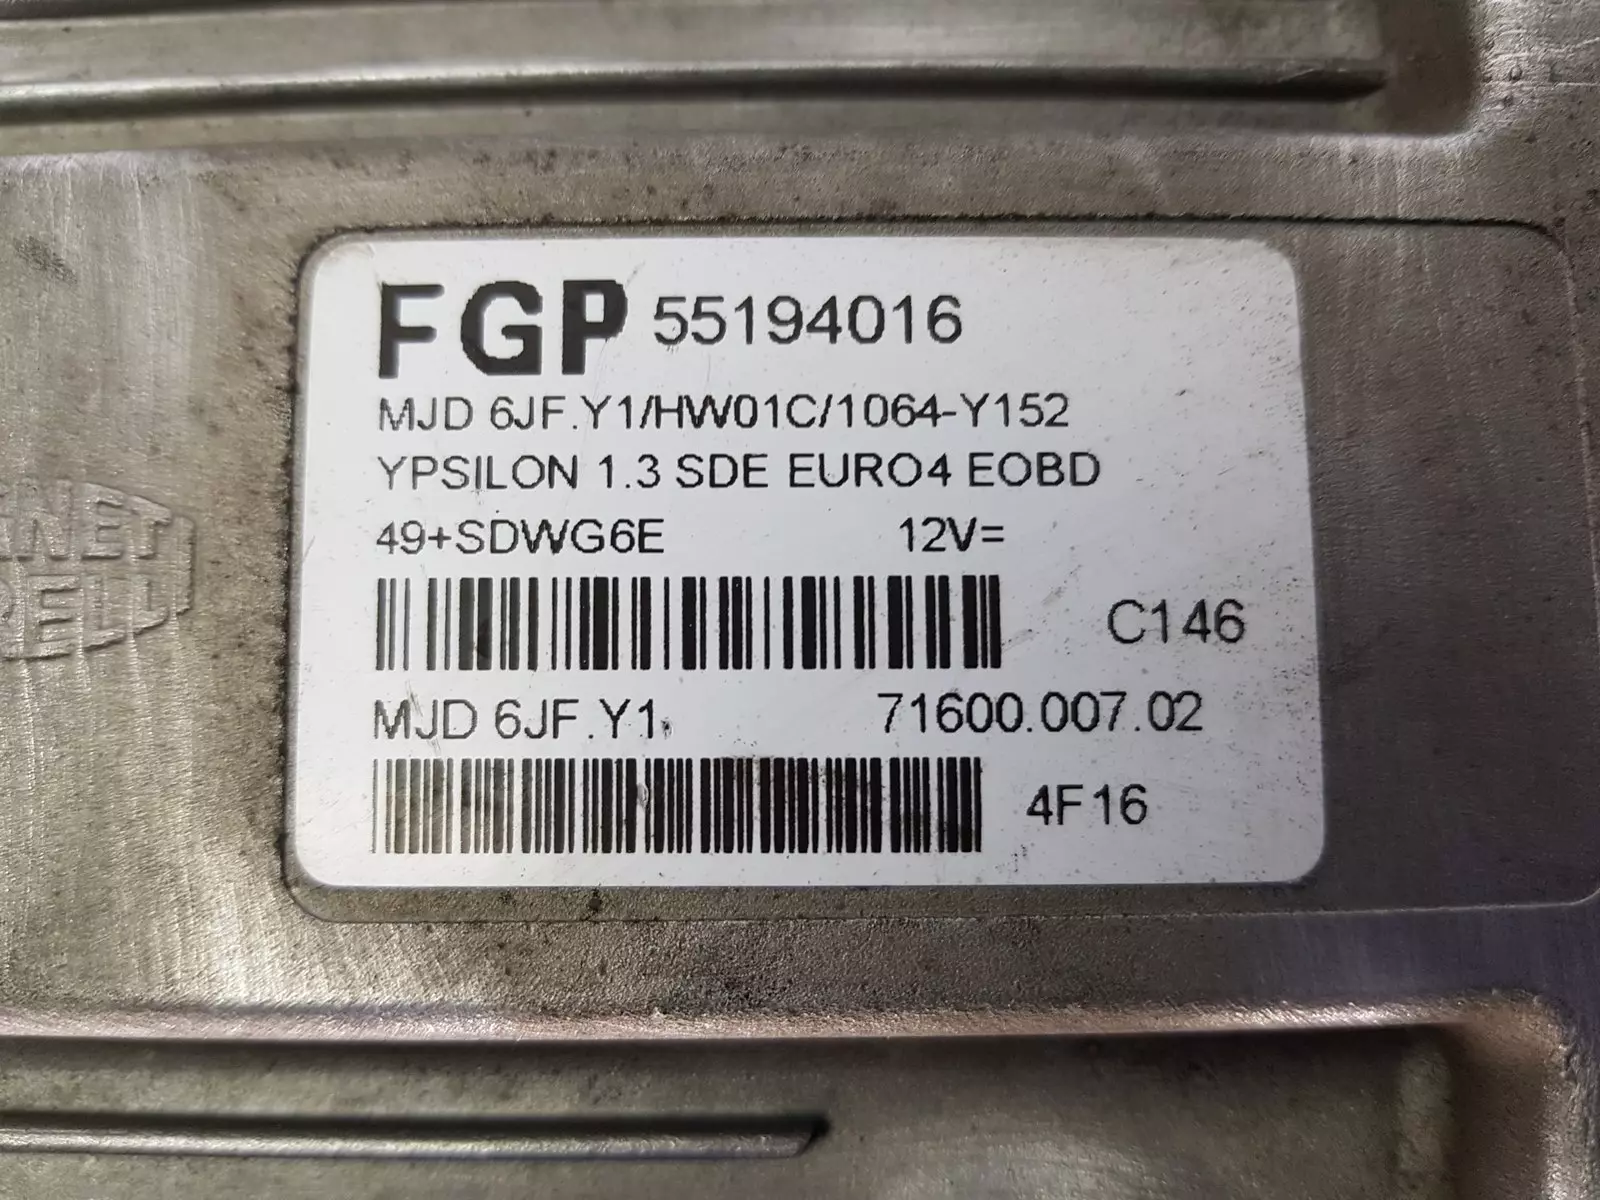 FGP 55194016
MJD 6JF.Y1/HW01C/1064-Y152
YPSILON 1.3 SDE EURO4 EOBD
49+SDWG6E 12V=
C146
MJD 6JF.Y1 71600.007.02
4F16